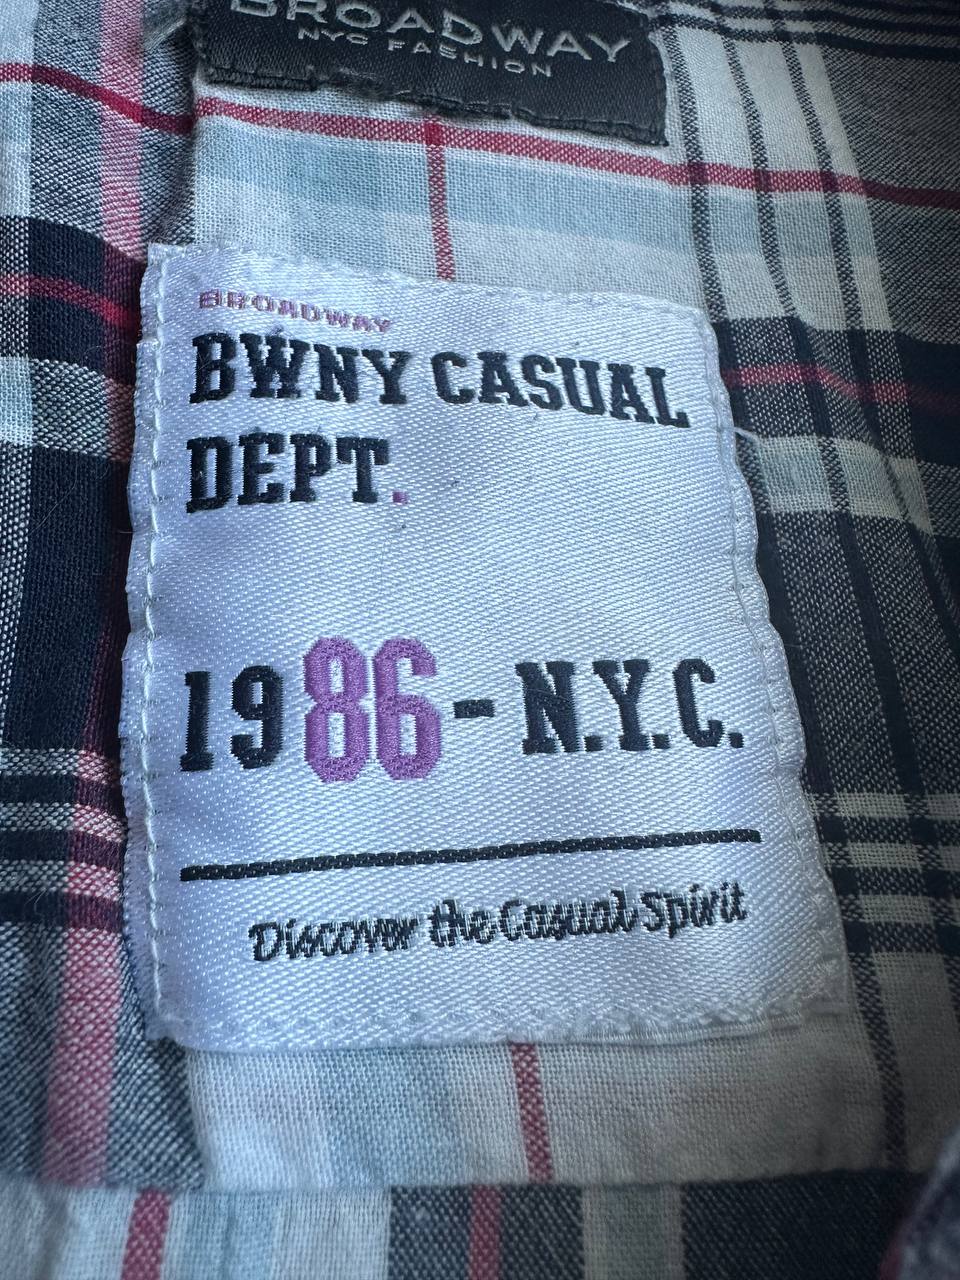 BROADWAY
NYC FASHION
BROADWAY
BWNY CASUAL
DEPT.
1986-N.Y.C.
Discover the Casual Spirit